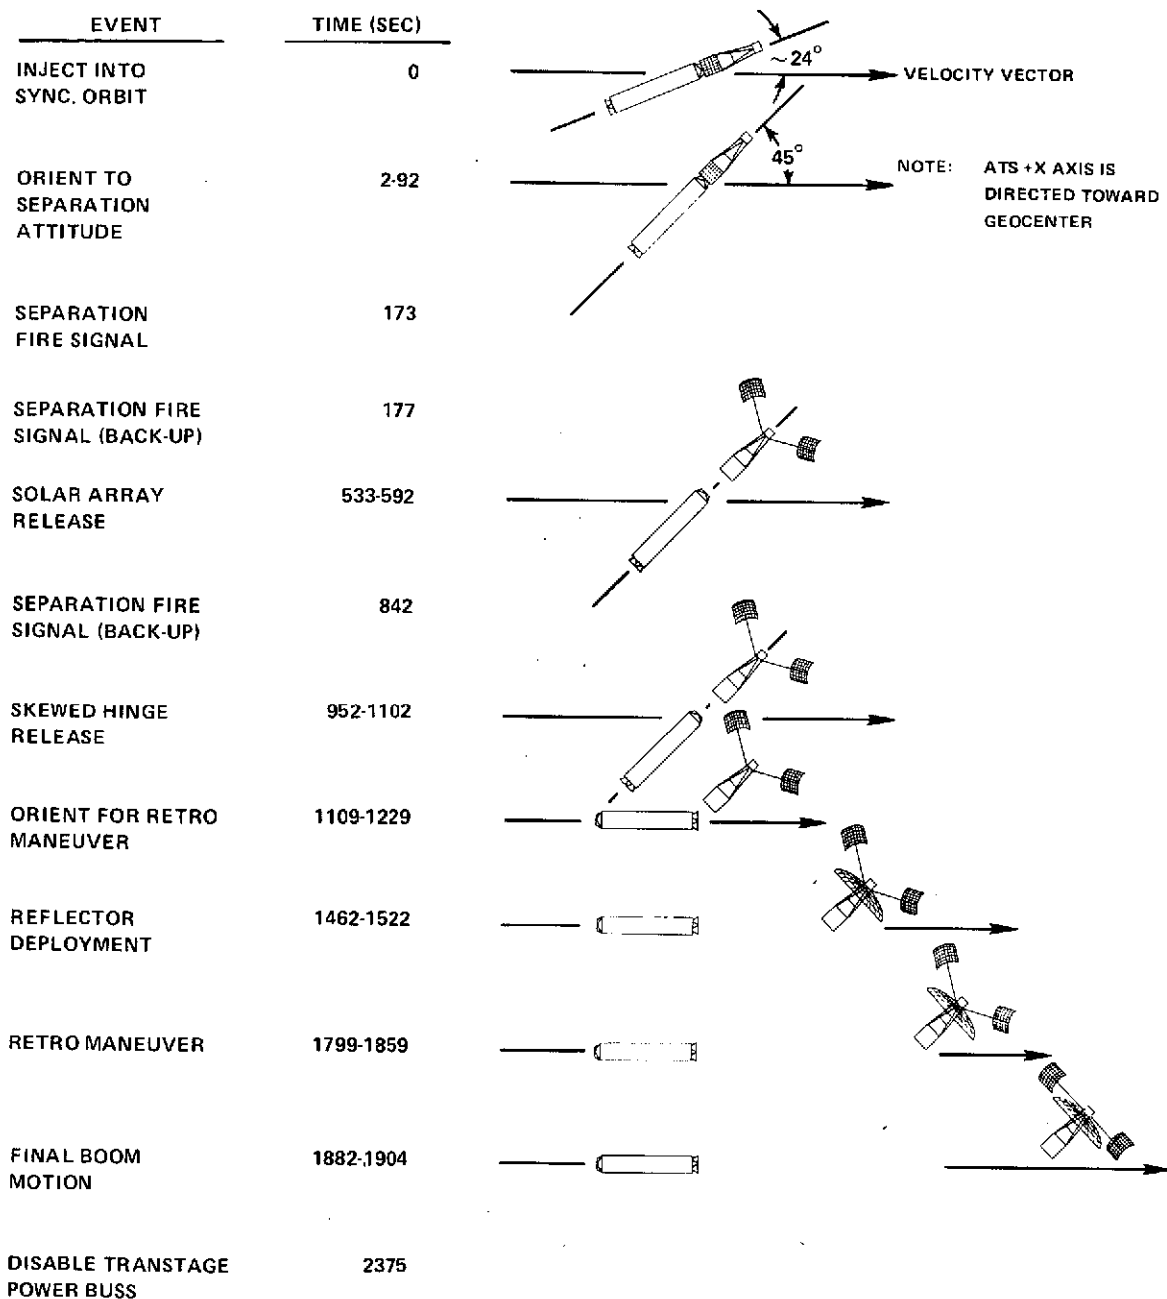 EVENT TIME (SEC)
INJECT INTO 0
SYNC. ORBIT
~24°
VELOCITY VECTOR
ORIENT TO 2-92
SEPARATION
ATTITUDE
45°
NOTE: ATS +X AXIS IS
DIRECTED TOWARD
GEOCENTER
SEPARATION 173
FIRE SIGNAL
SEPARATION FIRE 177
SIGNAL (BACK-UP)
SOLAR ARRAY 533-592
RELEASE
SEPARATION FIRE 842
SIGNAL (BACK-UP)
SKEWED HINGE 952-1102
RELEASE
ORIENT FOR RETRO 1109-1229
MANEUVER
REFLECTOR 1462-1522
DEPLOYMENT
RETRO MANEUVER 1799-1859
FINAL BOOM 1882-1904
MOTION
DISABLE TRANSTAGE 2375
POWER BUSS